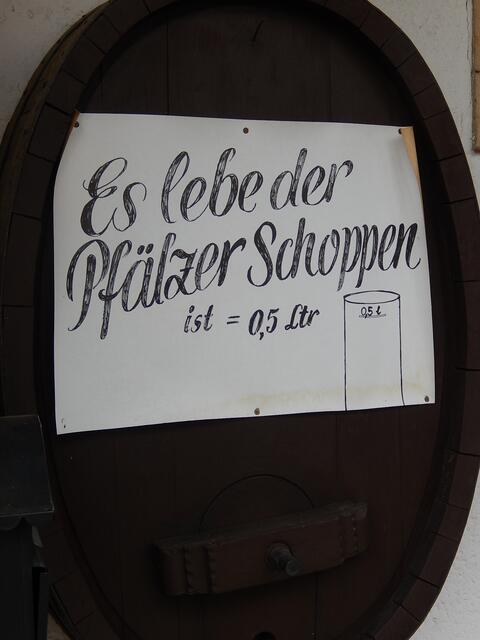 Es lebe der
Pfälzer Schoppen
ist = 0,5 Ltr
0,5 l